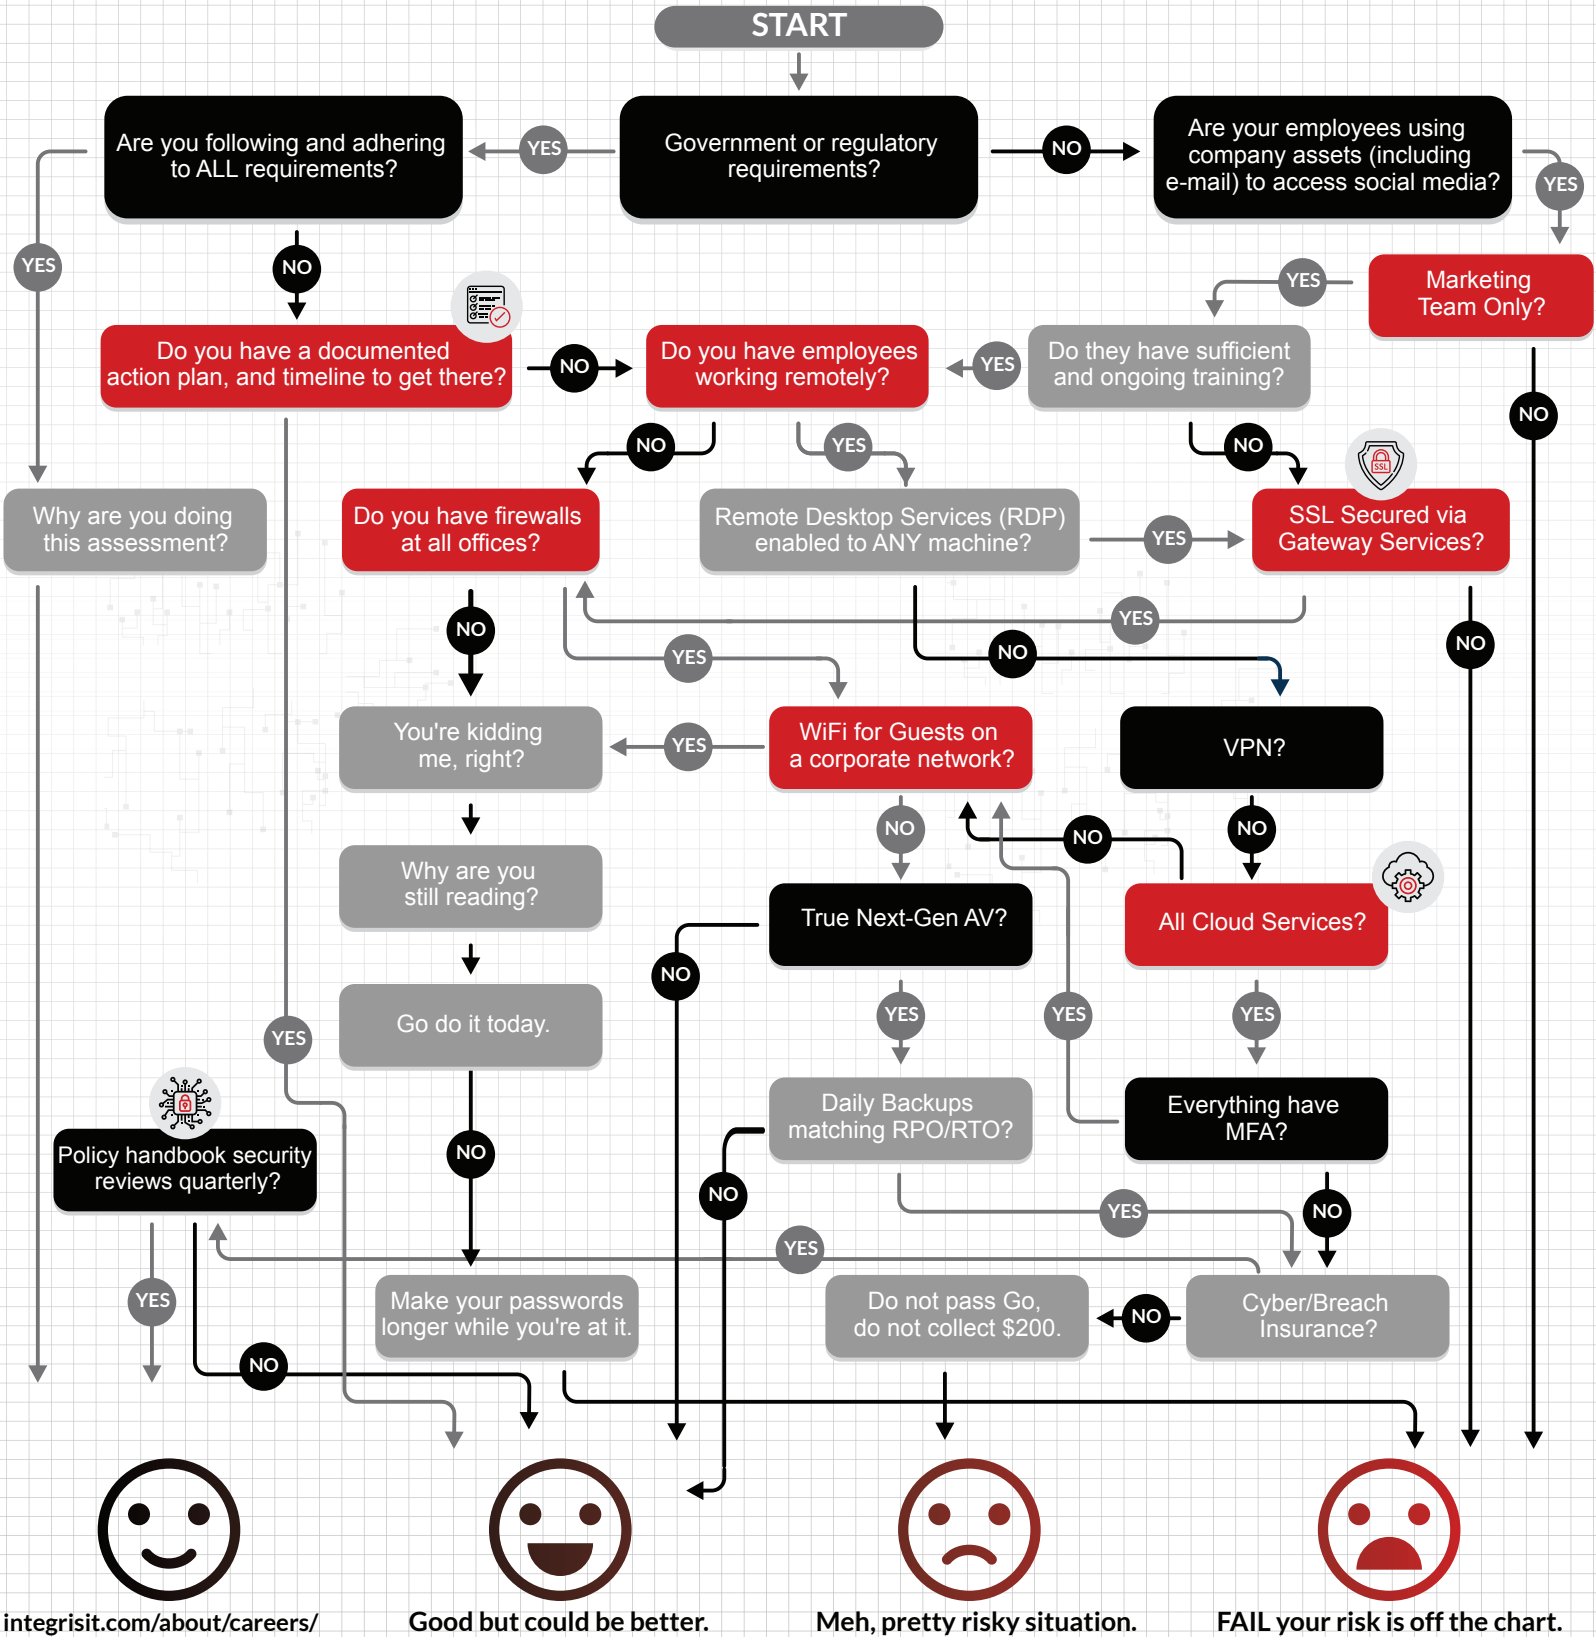 START
Are you following and adhering
to ALL requirements?
YES
Government or regulatory
requirements?
NO
Are your employees using
company assets (including
e-mail) to access social media?
YES
YES
NO
YES
Marketing
Team Only?
Do you have a documented
action plan, and timeline to get there?
NO
Do you have employees
working remotely?
YES
Do they have sufficient
and ongoing training?
NO
NO
YES
NO
SSL
Why are you doing
this assessment?
Do you have firewalls
at all offices?
Remote Desktop Services (RDP)
enabled to ANY machine?
YES
SSL Secured via
Gateway Services?
NO
YES
YES
NO
NO
You're kidding
me, right?
YES
WiFi for Guests on
a corporate network?
VPN?
NO
NO
NO
Why are you
still reading?
True Next-Gen AV?
All Cloud Services?
NO
Go do it today.
YES
YES
YES
YES
Daily Backups
matching RPO/RTO?
Everything have
MFA?
Policy handbook security
reviews quarterly?
NO
NO
YES
NO
YES
YES
Make your passwords
longer while you're at it.
Do not pass Go,
do not collect $200.
NO
Cyber/Breach
Insurance?
NO
integrisit.com/about/careers/
Good but could be better.
Meh, pretty risky situation.
FAIL your risk is off the chart.